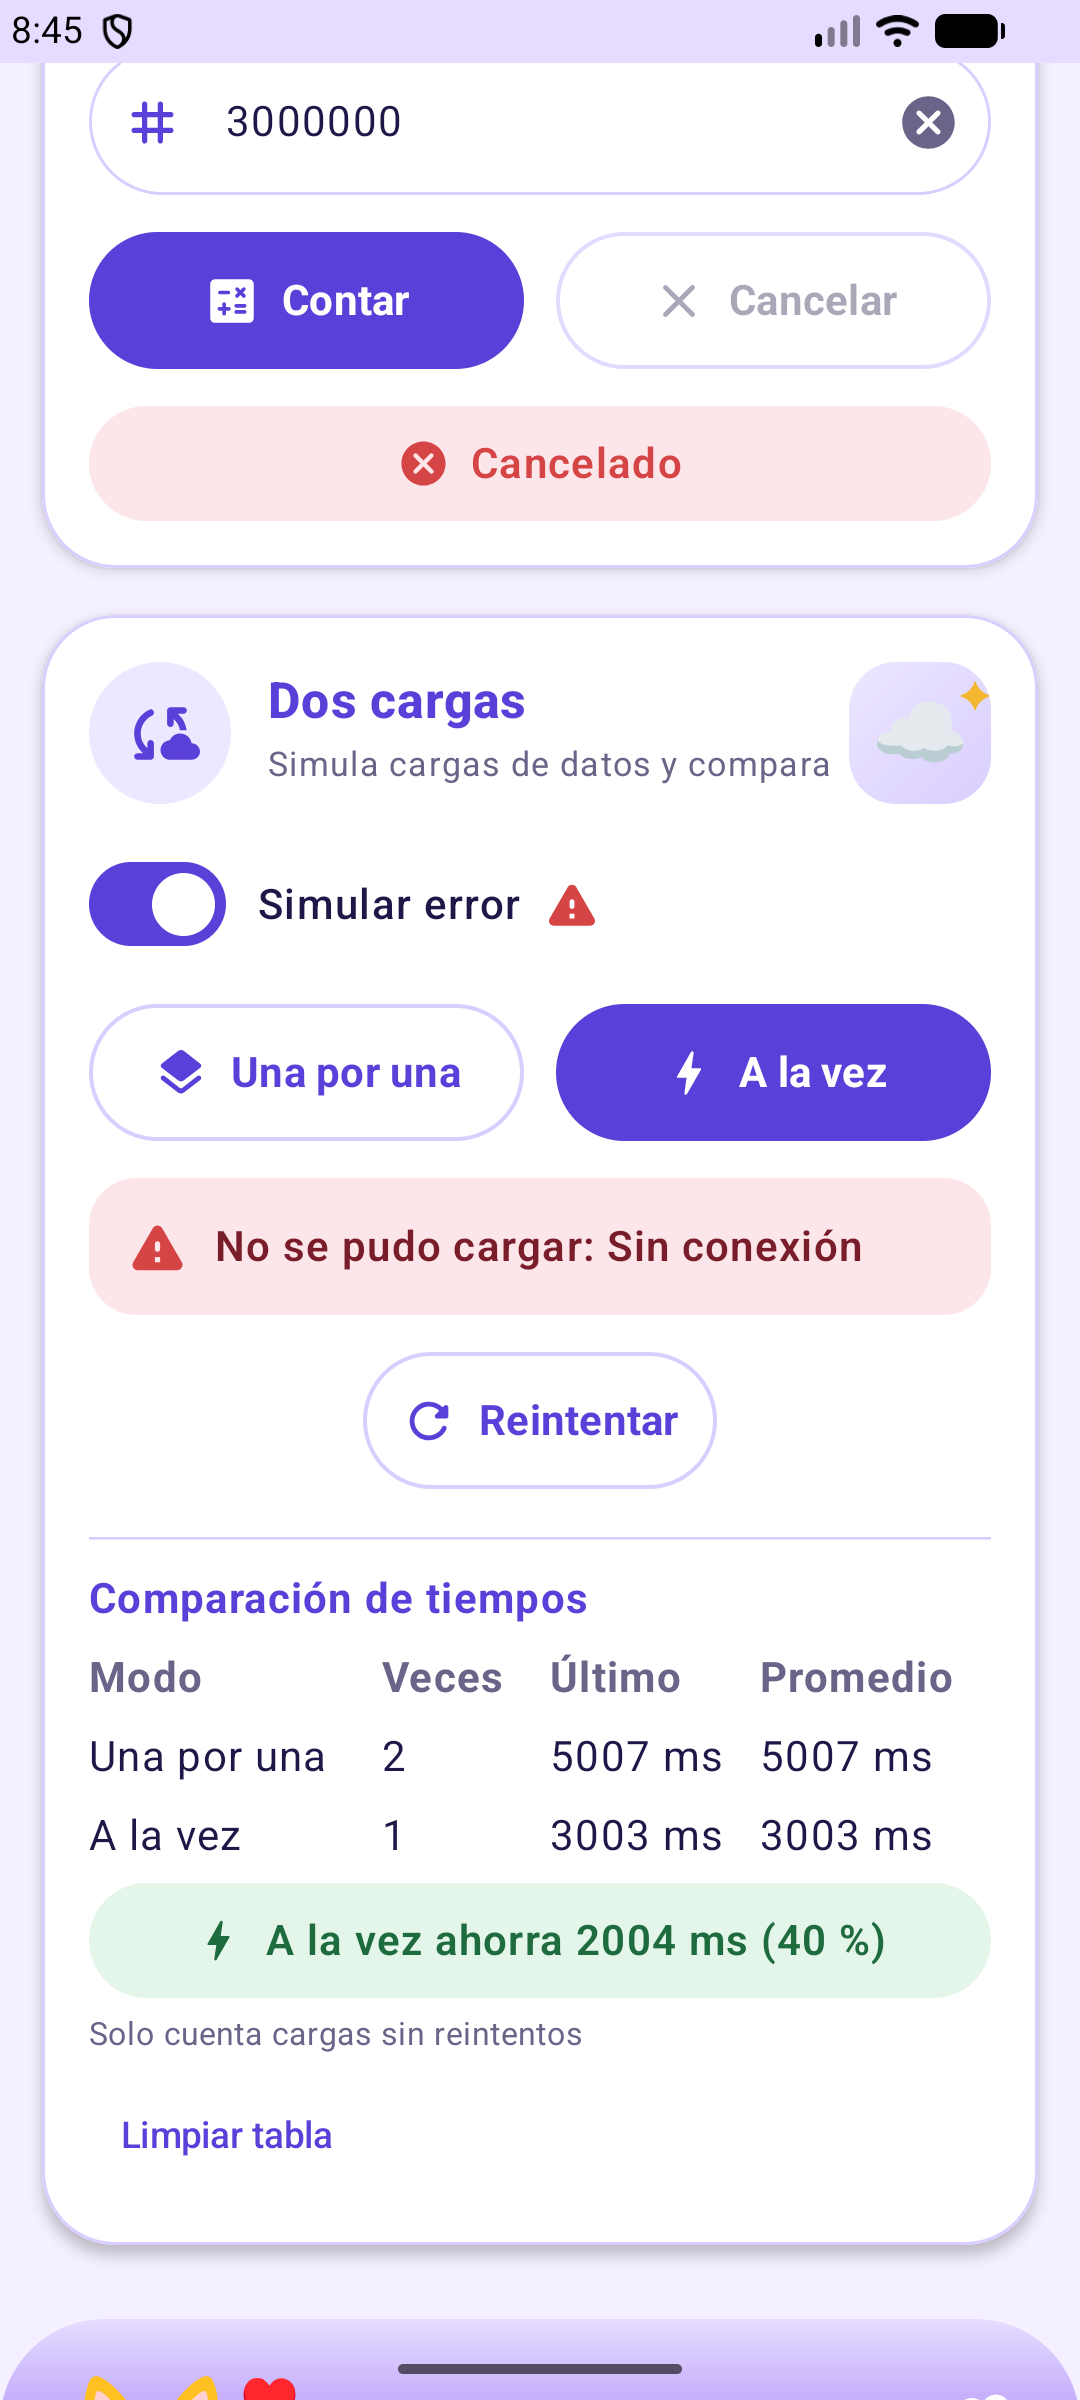 8:45
3000000
Contar
Cancelar
Cancelado
Dos cargas
Simula cargas de datos y compara
Simular error
Una por una
A la vez
No se pudo cargar: Sin conexión
Reintentar
Comparación de tiempos
Modo Veces Último Promedio
Una por una 2 5007 ms 5007 ms
A la vez 1 3003 ms 3003 ms
A la vez ahorra 2004 ms (40 %)
Solo cuenta cargas sin reintentos
Limpiar tabla